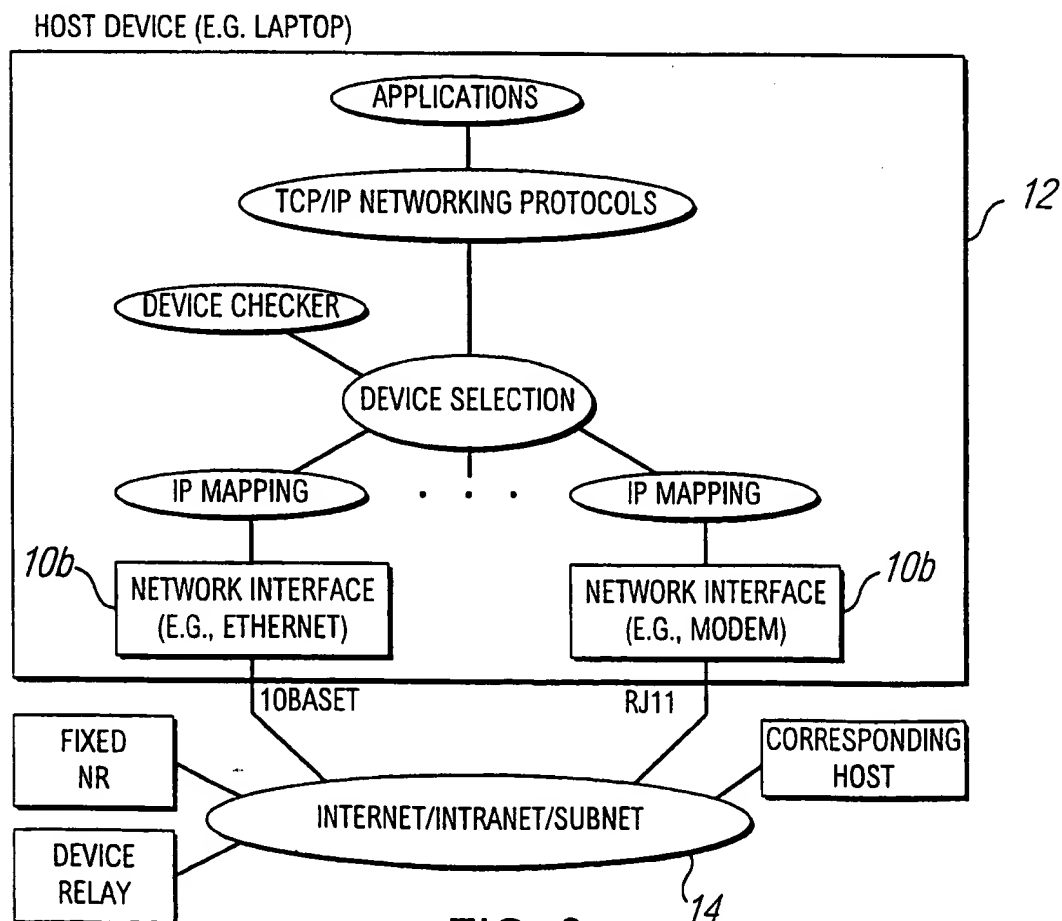 HOST DEVICE (E.G. LAPTOP)
APPLICATIONS
TCP/IP NETWORKING PROTOCOLS
12
DEVICE CHECKER
DEVICE SELECTION
IP MAPPING
. . .
IP MAPPING
10b
NETWORK INTERFACE
(E.G., ETHERNET)
NETWORK INTERFACE
(E.G., MODEM)
10b
10BASET
RJ11
FIXED
NR
CORRESPONDING
HOST
INTERNET/INTRANET/SUBNET
DEVICE
RELAY
14